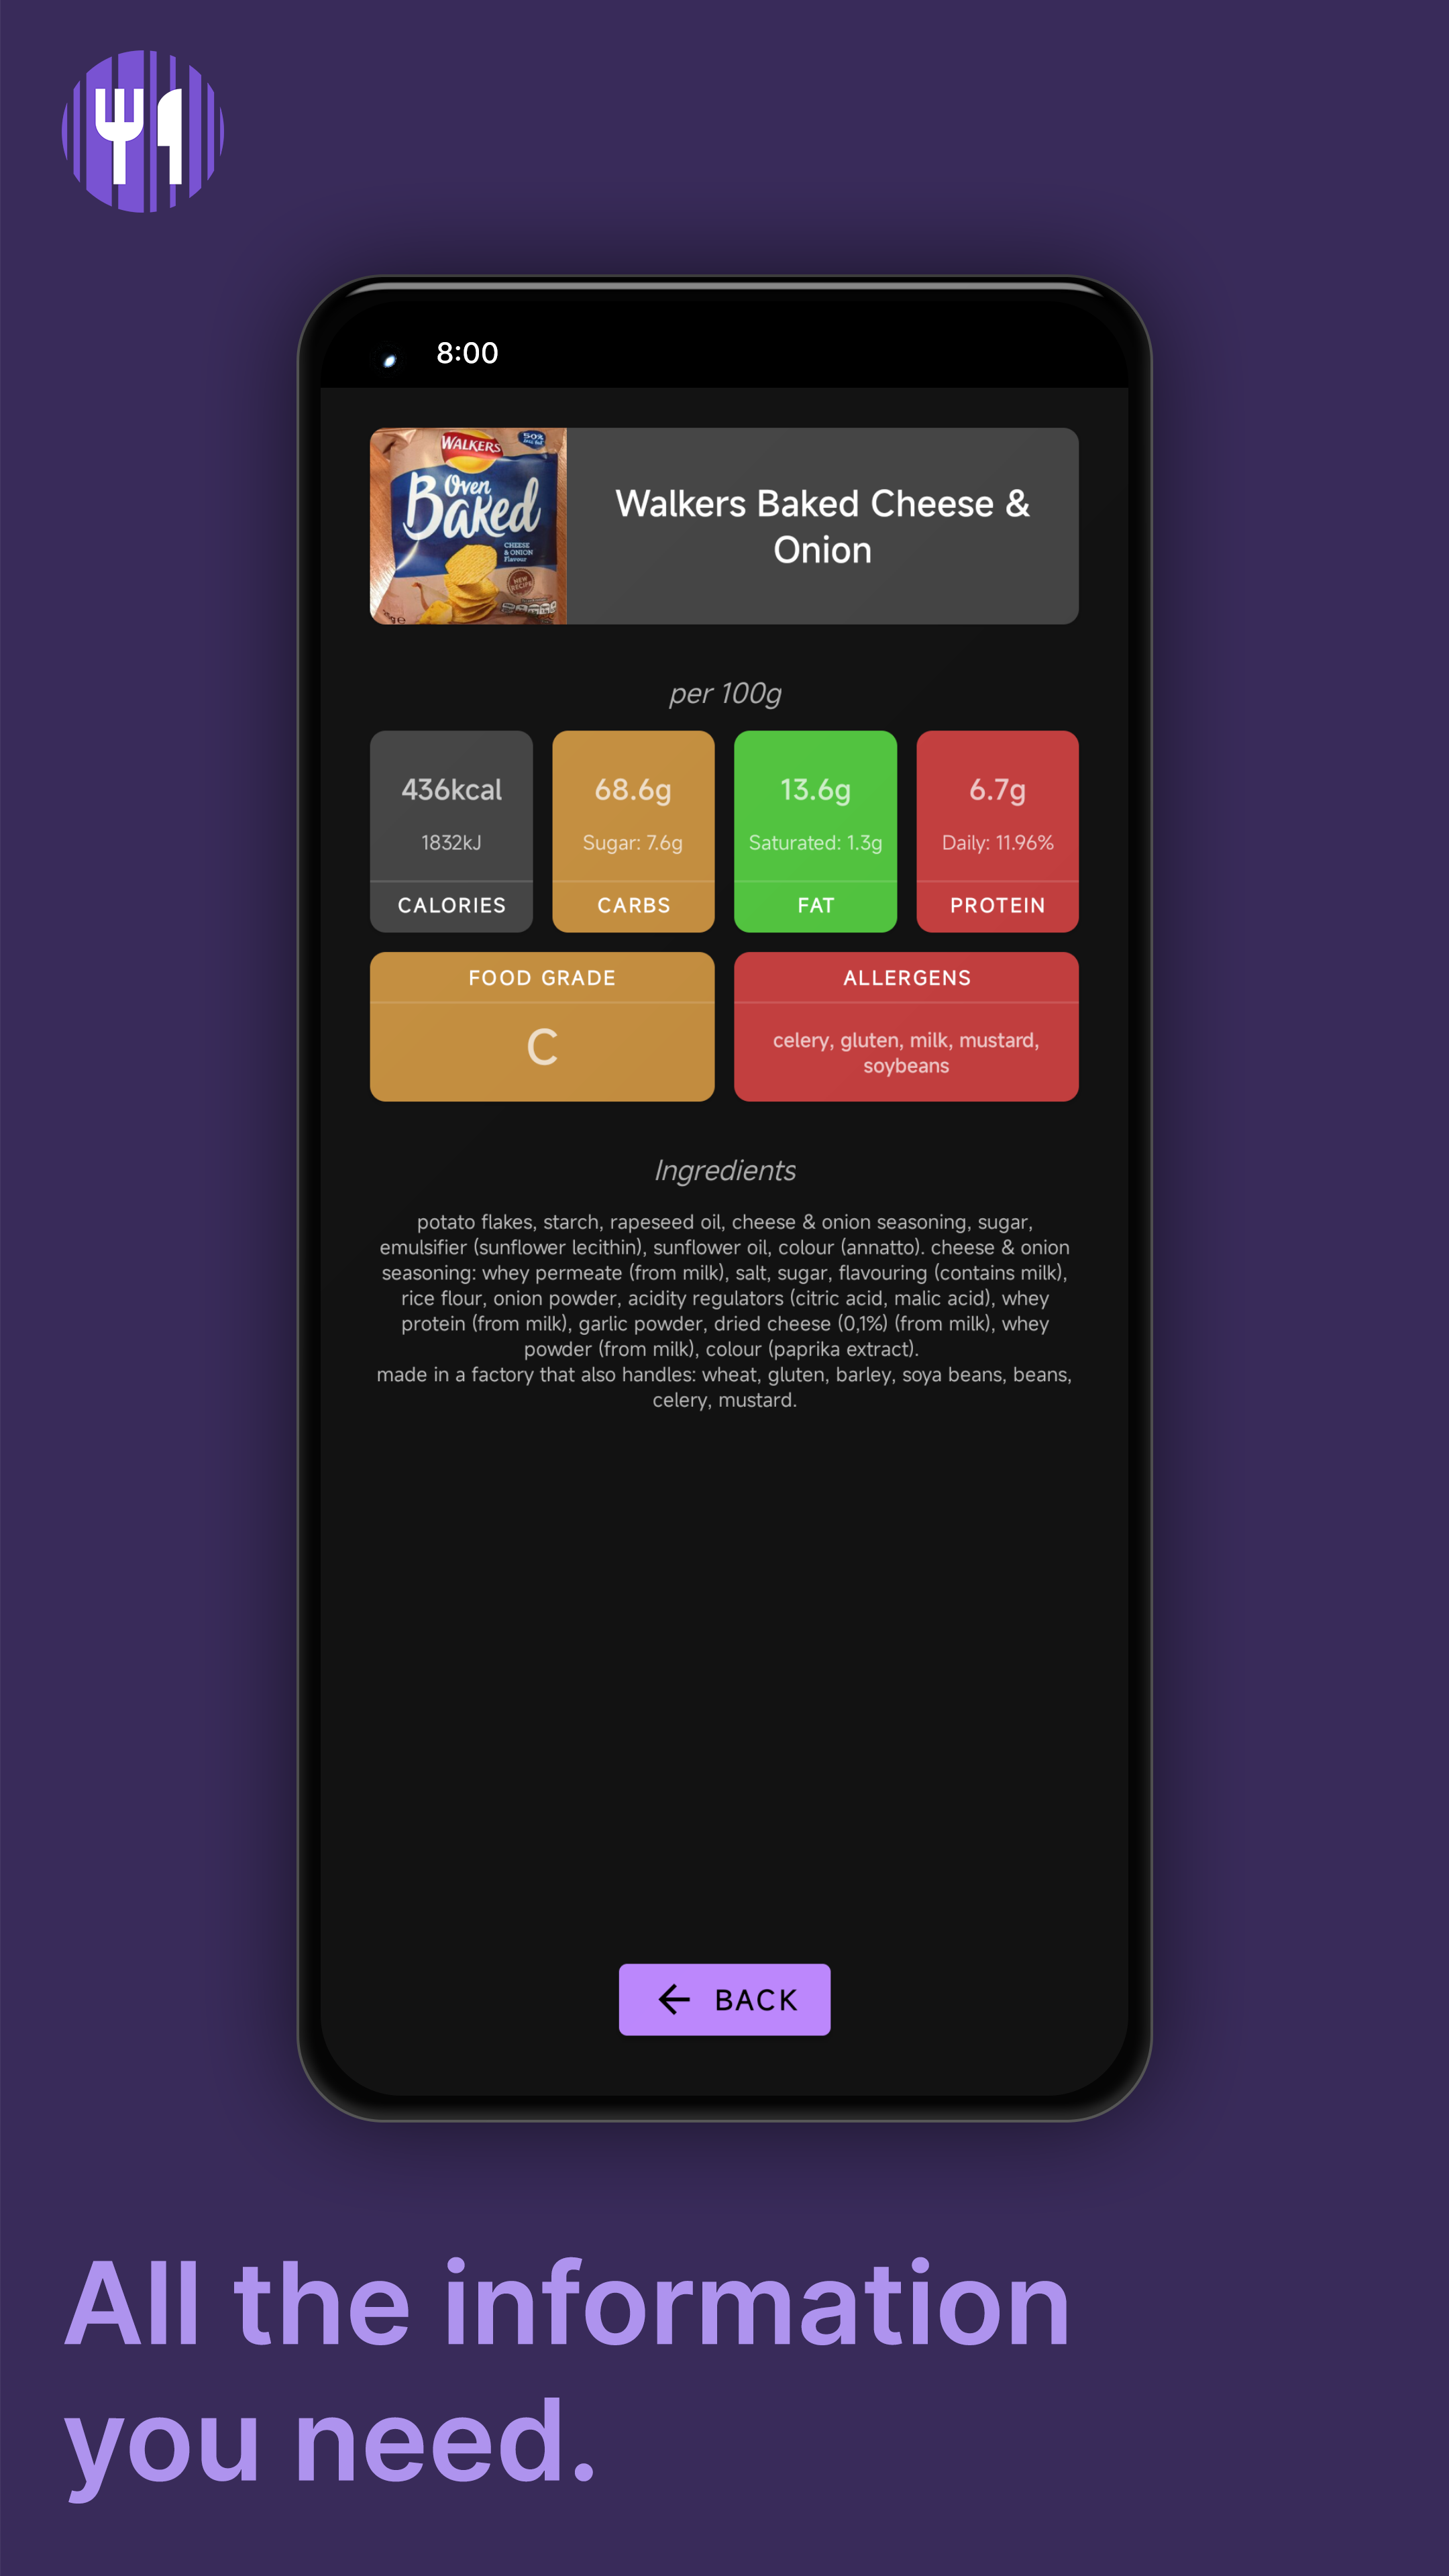 8:00
WALKERS
50%
Oven
Baked
CHEESE
& ONION
Flavour
NEW
RECIPE
Walkers Baked Cheese &
Onion
per 100g
436kcal
1832kJ
CALORIES
68.6g
Sugar: 7.6g
CARBS
13.6g
Saturated: 1.3g
FAT
6.7g
Daily: 11.96%
PROTEIN
FOOD GRADE
C
ALLERGENS
celery, gluten, milk, mustard,
soybeans
Ingredients
potato flakes, starch, rapeseed oil, cheese & onion seasoning, sugar,
emulsifier (sunflower lecithin), sunflower oil, colour (annatto). cheese & onion
seasoning: whey permeate (from milk), salt, sugar, flavouring (contains milk),
rice flour, onion powder, acidity regulators (citric acid, malic acid), whey
protein (from milk), garlic powder, dried cheese (0,1%) (from milk), whey
powder (from milk), colour (paprika extract).
made in a factory that also handles: wheat, gluten, barley, soya beans, beans,
celery, mustard.
BACK
All the information
you need.